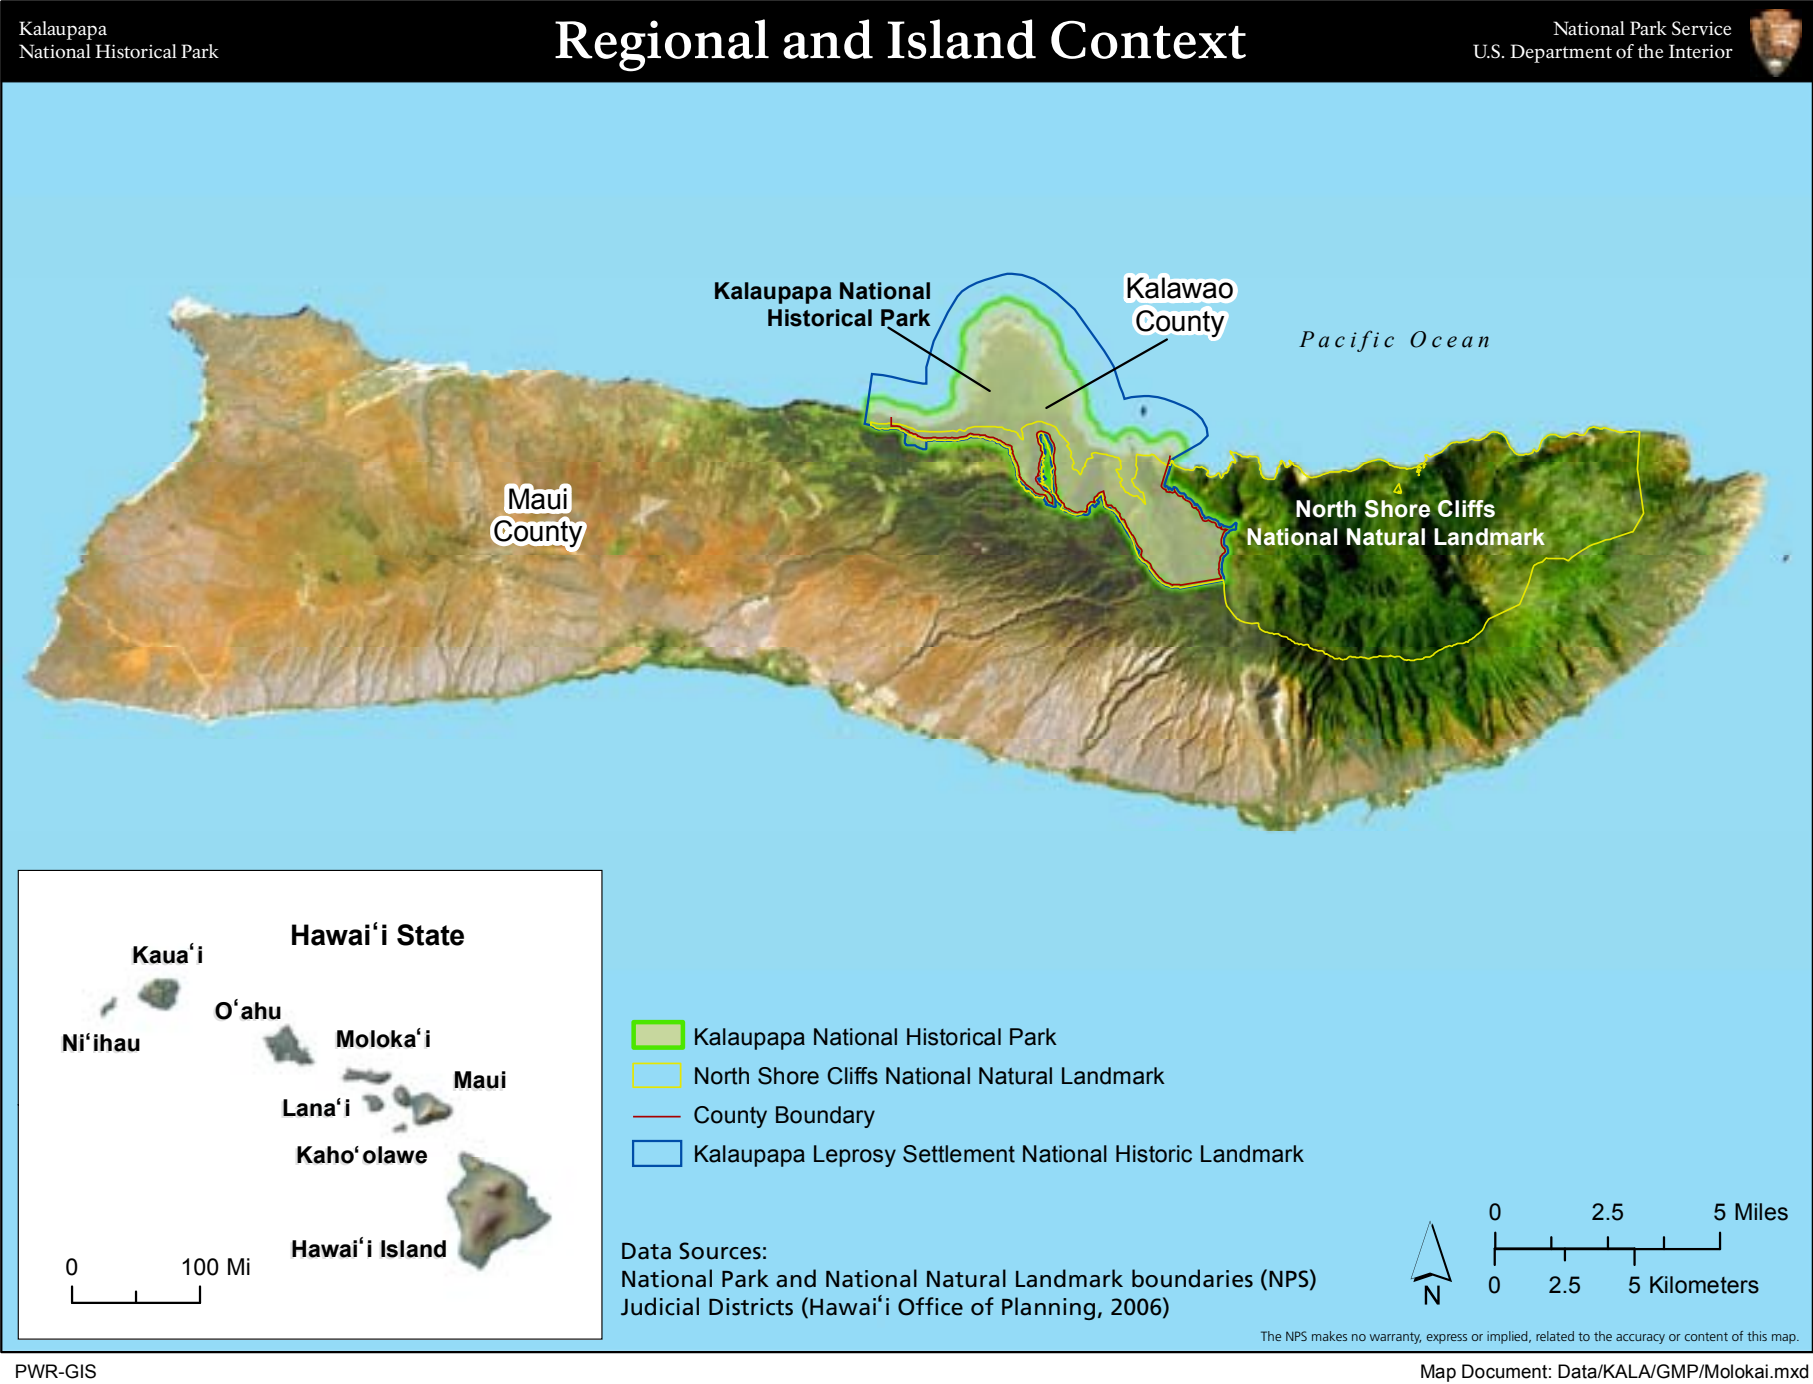 Kalaupapa
National Historical Park
Regional and Island Context
National Park Service
U.S. Department of the Interior
Kalaupapa National
Historical Park
Kalawao
County
Pacific Ocean
Maui
County
North Shore Cliffs
National Natural Landmark
Hawaiʻi State
Kauaʻi
Oʻahu
Niʻihau
Molokaʻi
Maui
Lanaʻi
Kahoʻolawe
Hawaiʻi Island
0 100 Mi
Kalaupapa National Historical Park
North Shore Cliffs National Natural Landmark
County Boundary
Kalaupapa Leprosy Settlement National Historic Landmark
Data Sources:
National Park and National Natural Landmark boundaries (NPS)
Judicial Districts (Hawaiʻi Office of Planning, 2006)
N
0 2.5 5 Miles
0 2.5 5 Kilometers
The NPS makes no warranty, express or implied, related to the accuracy or content of this map.
PWR-GIS
Map Document: Data/KALA/GMP/Molokai.mxd